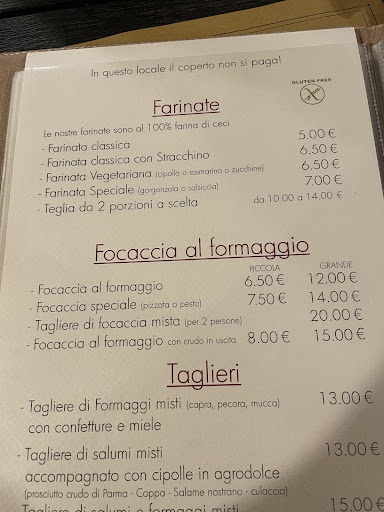 In questo locale il coperto non si paga!
GLUTEN FREE
Farinate
Le nostre farinate sono al 100% farina di ceci
- Farinata classica 5.00 €
- Farinata classica con Stracchino 6.50 €
- Farinata Vegetariana (cipolla o rosmarino o zucchine) 6.50 €
- Farinata Speciale (gorgonzola o salsiccia) 7.00 €
- Teglia da 2 porzioni a scelta da 10.00 a 14.00 €
Focaccia al formaggio
PICCOLA GRANDE
- Focaccia al formaggio 6.50 € 12.00 €
- Focaccia speciale (pizzata o pesto) 7.50 € 14.00 €
- Tagliere di focaccia mista (per 2 persone) 20.00 €
- Focaccia al formaggio con crudo in uscita 8.00 € 15.00 €
Taglieri
- Tagliere di Formaggi misti (capra, pecora, mucca) 13.00 €
con confetture e miele
- Tagliere di salumi misti 13.00 €
accompagnato con cipolle in agrodolce
(prosciutto crudo di Parma - Coppa - Salame nostrano - culaccia)
Tagliere di salumi e formaggi misti 15.00 €